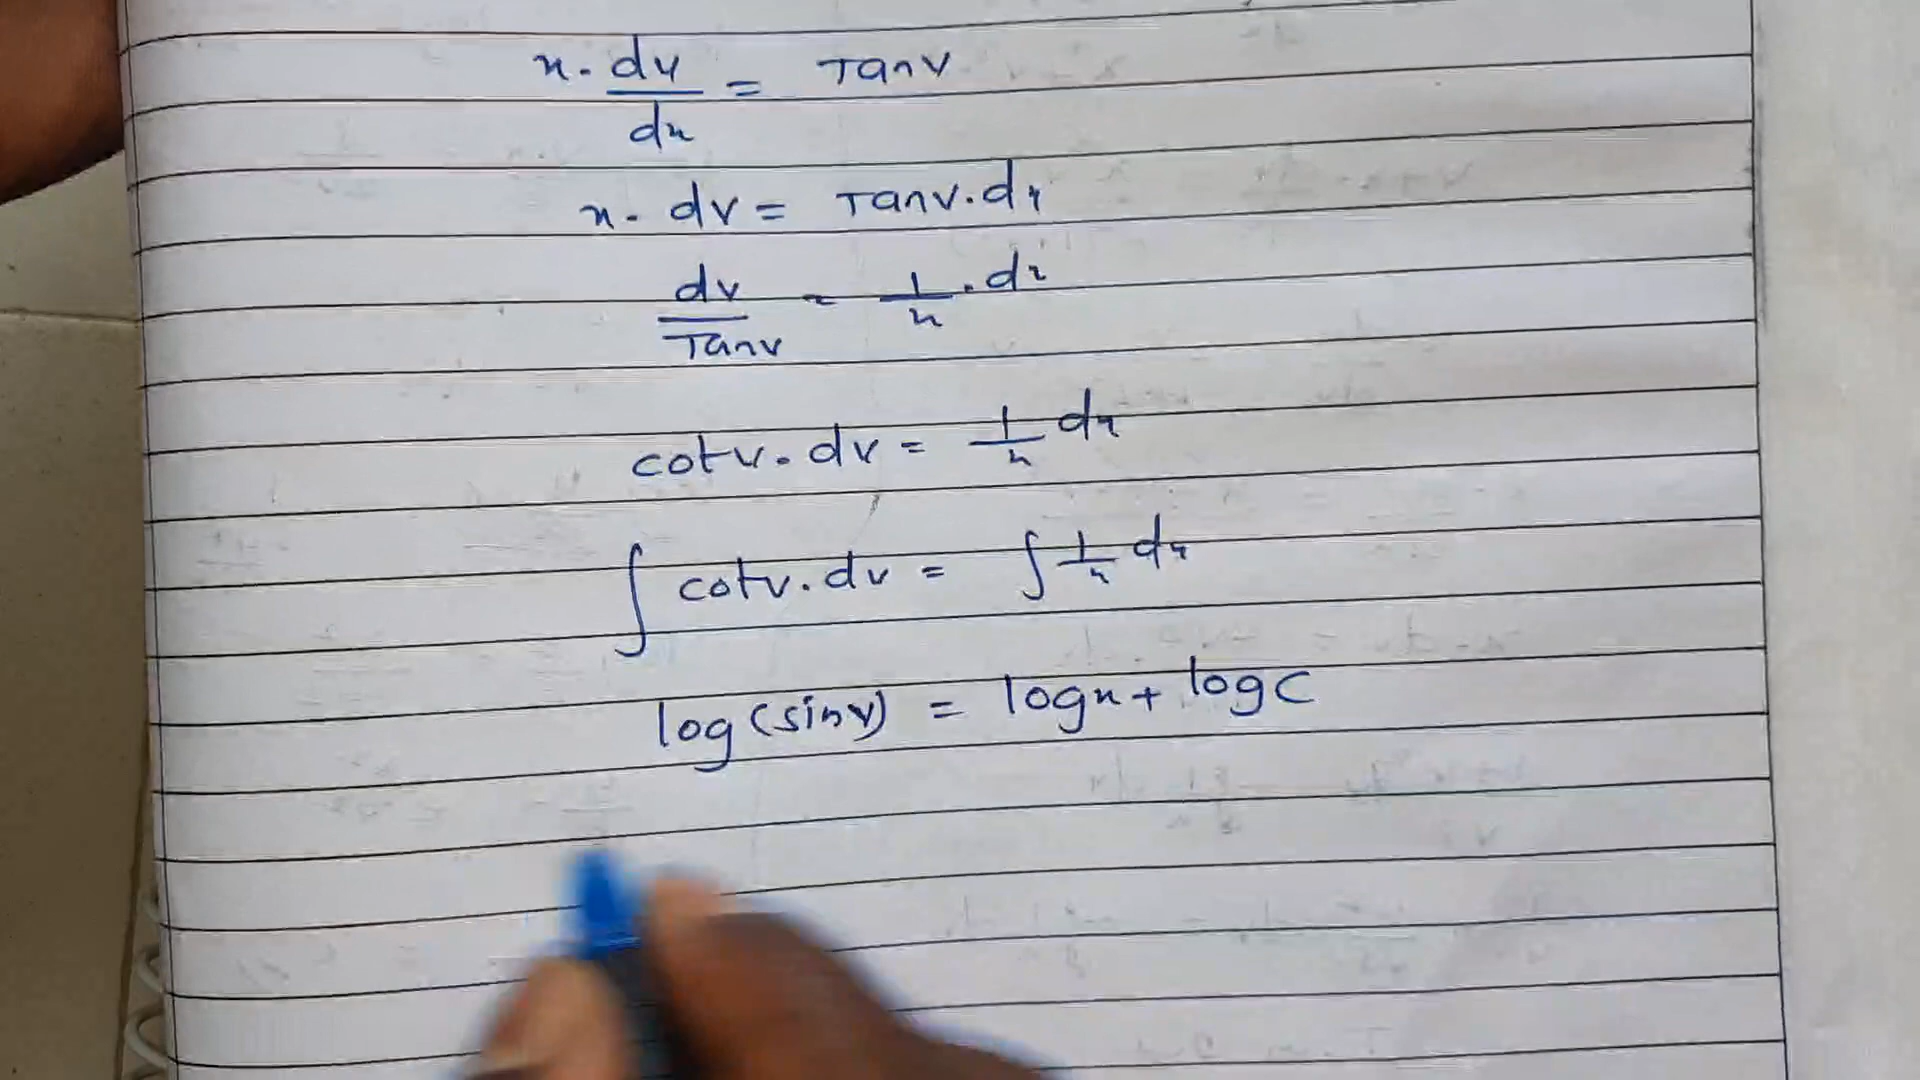 x. dv/dx = Tanv
x. dv = Tanv.dx
dv/Tanv = 1/x . dx
cotv. dv = 1/x dx
∫ cotv. dv = ∫ 1/x dx
log (sinv) = logx + logC